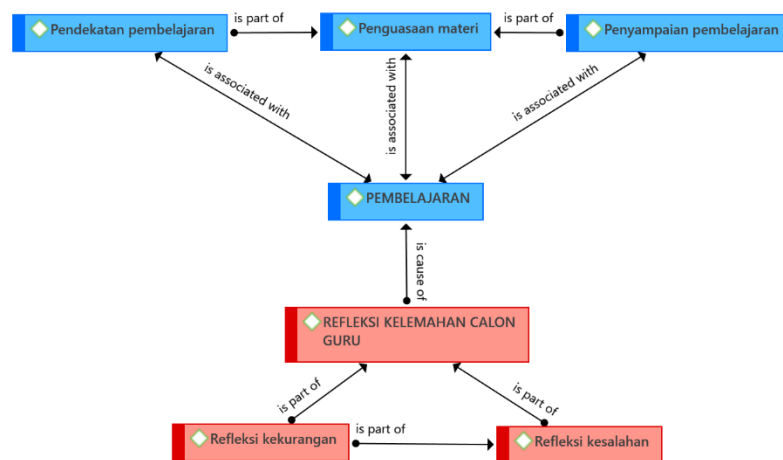 is part of
is part of
Pendekatan pembelajaran
Penguasaan materi
Penyampaian pembelajaran
is associated with
is associated with
is associated with
PEMBELAJARAN
is cause of
REFLEKSI KELEMAHAN CALON
GURU
is part of
is part of
Refleksi kekurangan
is part of
Refleksi kesalahan